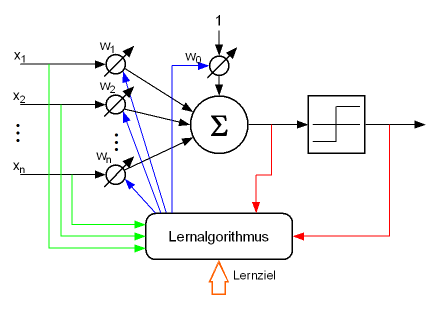 1
x1
w1
w0
x2
w2
Σ
xn
wn
Lernalgorithmus
Lernziel